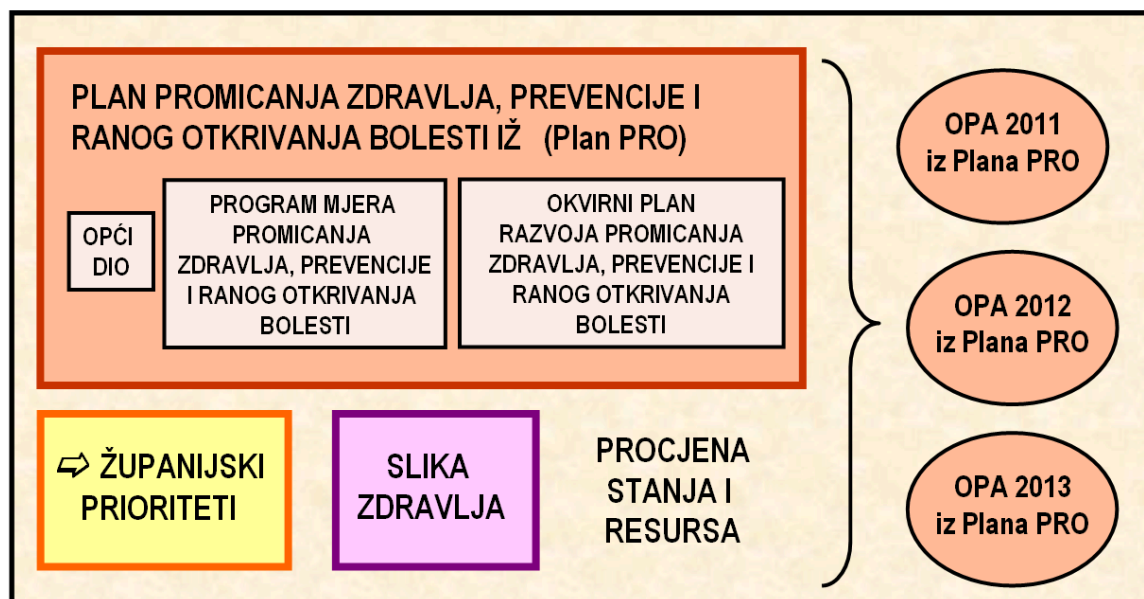 PLAN PROMICANJA ZDRAVLJA, PREVENCIJE I
RANOG OTKRIVANJA BOLESTI IŽ (Plan PRO)
OPĆI
DIO
PROGRAM MJERA
PROMICANJA
ZDRAVLJA, PREVENCIJE
I RANOG OTKRIVANJA
BOLESTI
OKVIRNI PLAN
RAZVOJA PROMICANJA
ZDRAVLJA, PREVENCIJE I
RANOG OTKRIVANJA
BOLESTI
⇨ ŽUPANIJSKI
PRIORITETI
SLIKA
ZDRAVLJA
PROCJENA
STANJA I
RESURSA
OPA 2011
iz Plana PRO
OPA 2012
iz Plana PRO
OPA 2013
iz Plana PRO